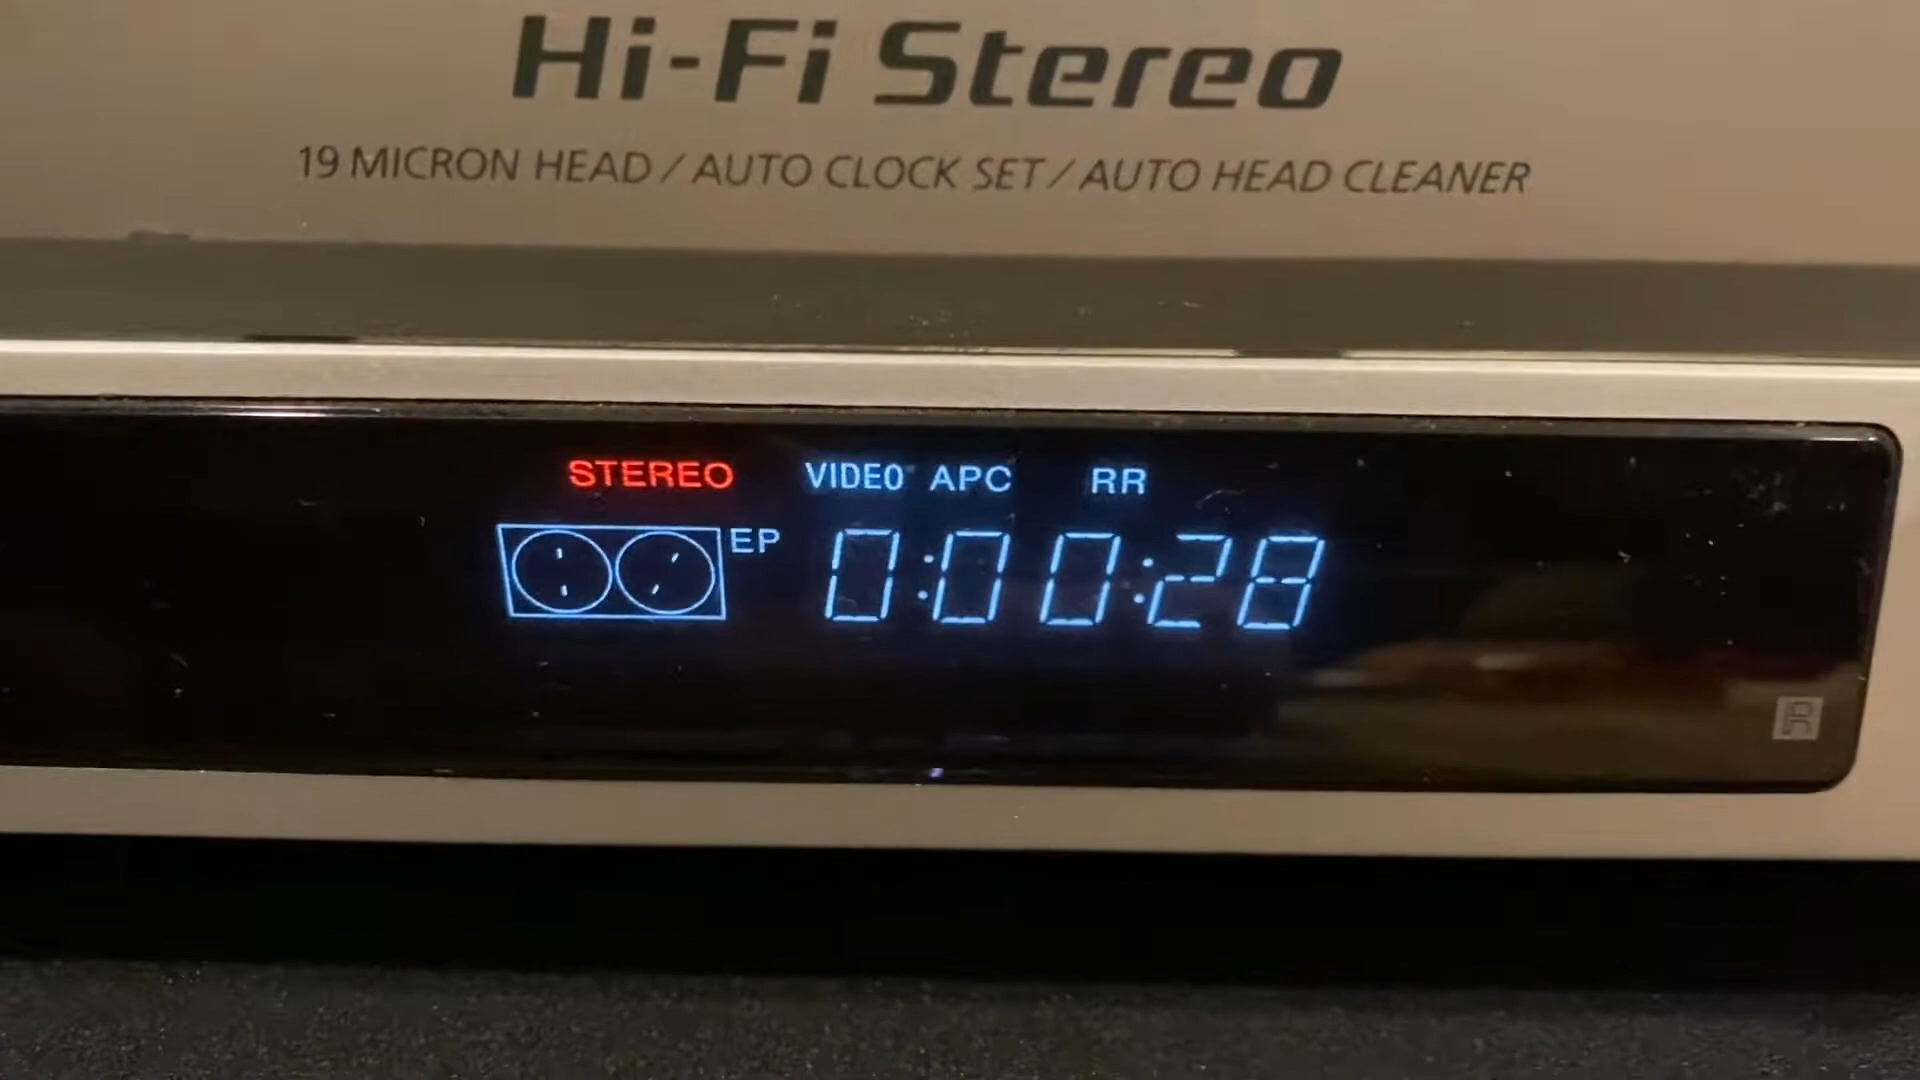 Hi-Fi Stereo
19 MICRON HEAD / AUTO CLOCK SET / AUTO HEAD CLEANER
STEREO VIDEO APC RR
EP 0:00:28